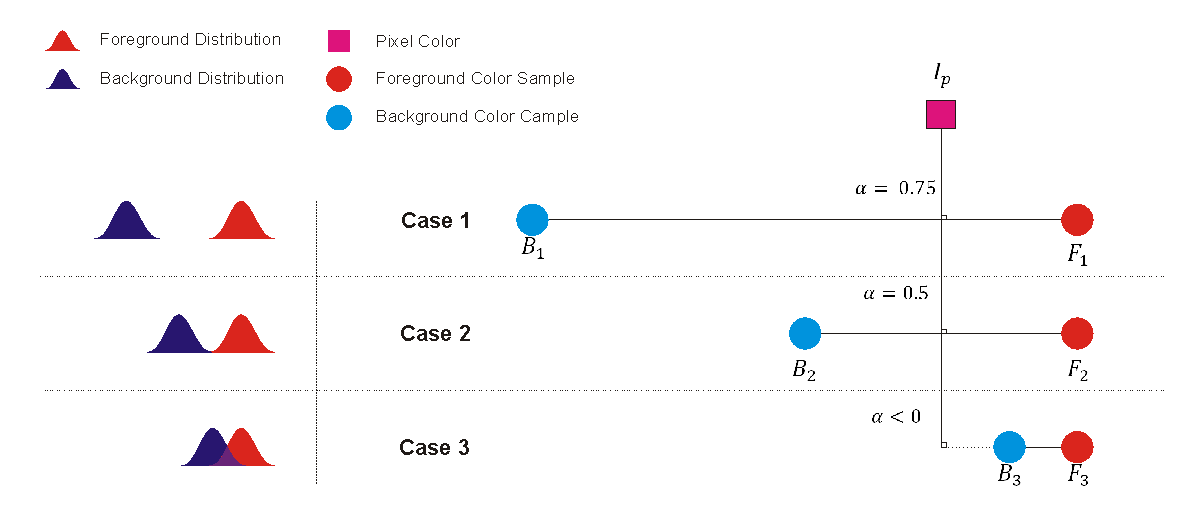 Foreground Distribution
Background Distribution
Pixel Color
Foreground Color Sample
Background Color Cample
I_p
α = 0.75
Case 1
B_1
F_1
α = 0.5
Case 2
B_2
F_2
α < 0
Case 3
B_3
F_3